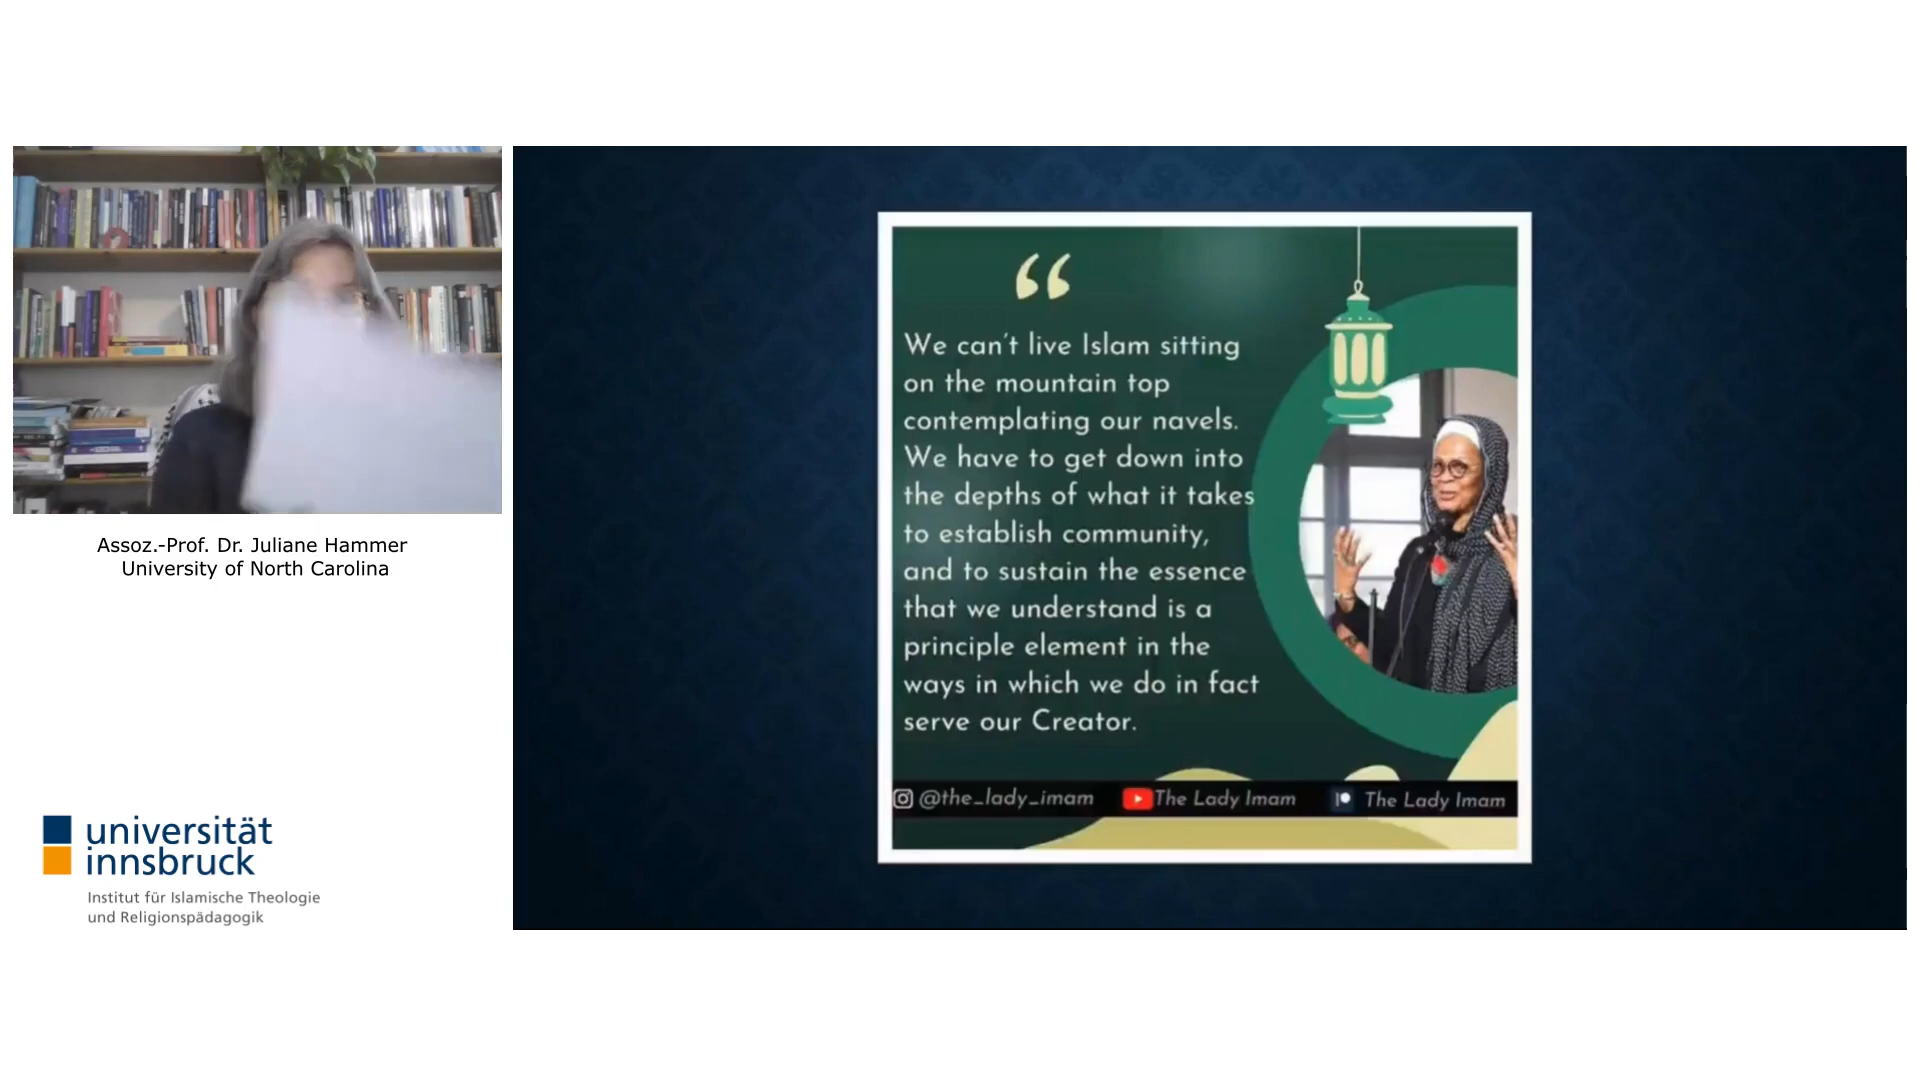 Assoz.-Prof. Dr. Juliane Hammer
University of North Carolina
universität
innsbruck
Institut für Islamische Theologie
und Religionspädagogik
“
We can't live Islam sitting
on the mountain top
contemplating our navels.
We have to get down into
the depths of what it takes
to establish community,
and to sustain the essence
that we understand is a
principle element in the
ways in which we do in fact
serve our Creator.
@the_lady_imam The Lady Imam The Lady Imam